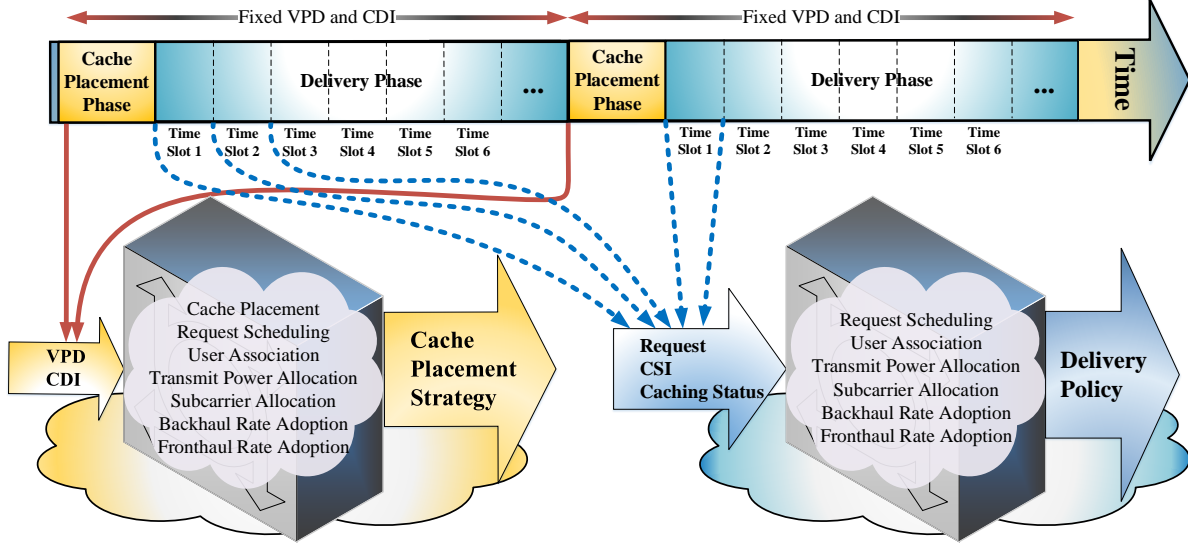 Fixed VPD and CDI
Fixed VPD and CDI
Cache
Placement
Phase
Delivery Phase
...
Cache
Placement
Phase
Delivery Phase
...
Time
Time
Slot 1
Time
Slot 2
Time
Slot 3
Time
Slot 4
Time
Slot 5
Time
Slot 6
Time
Slot 1
Time
Slot 2
Time
Slot 3
Time
Slot 4
Time
Slot 5
Time
Slot 6
VPD
CDI
Cache Placement
Request Scheduling
User Association
Transmit Power Allocation
Subcarrier Allocation
Backhaul Rate Adoption
Fronthaul Rate Adoption
Cache
Placement
Strategy
Request
CSI
Caching Status
Request Scheduling
User Association
Transmit Power Allocation
Subcarrier Allocation
Backhaul Rate Adoption
Fronthaul Rate Adoption
Delivery
Policy